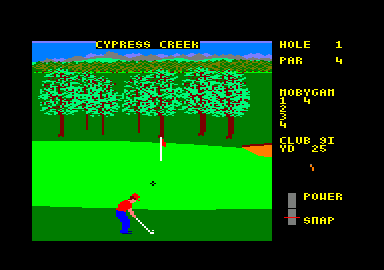 CYPRESS CREEK
HOLE 1
PAR 4
MOBYGAM
1 4
2
3
4
CLUB 9I
YD 25
POWER
SNAP